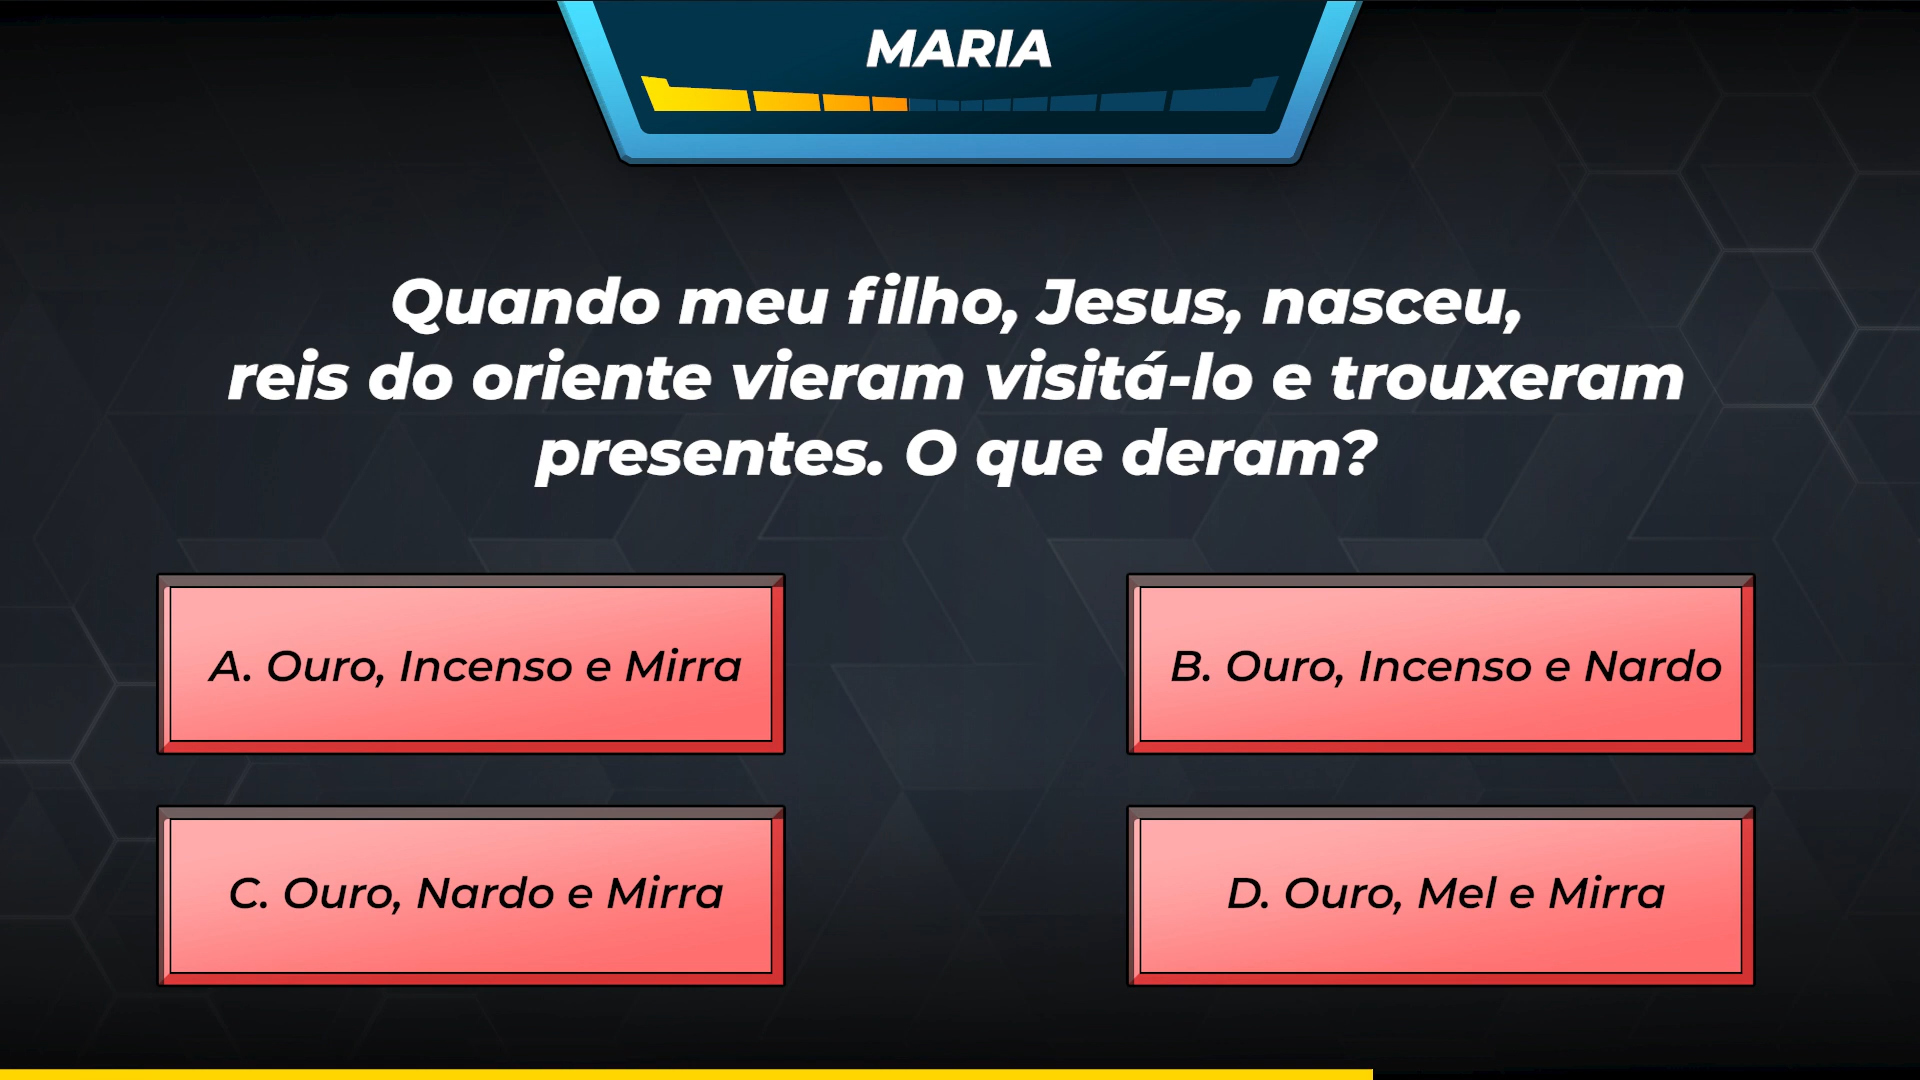 MARIA
Quando meu filho, Jesus, nasceu,
reis do oriente vieram visitá-lo e trouxeram
presentes. O que deram?
A. Ouro, Incenso e Mirra
B. Ouro, Incenso e Nardo
C. Ouro, Nardo e Mirra
D. Ouro, Mel e Mirra